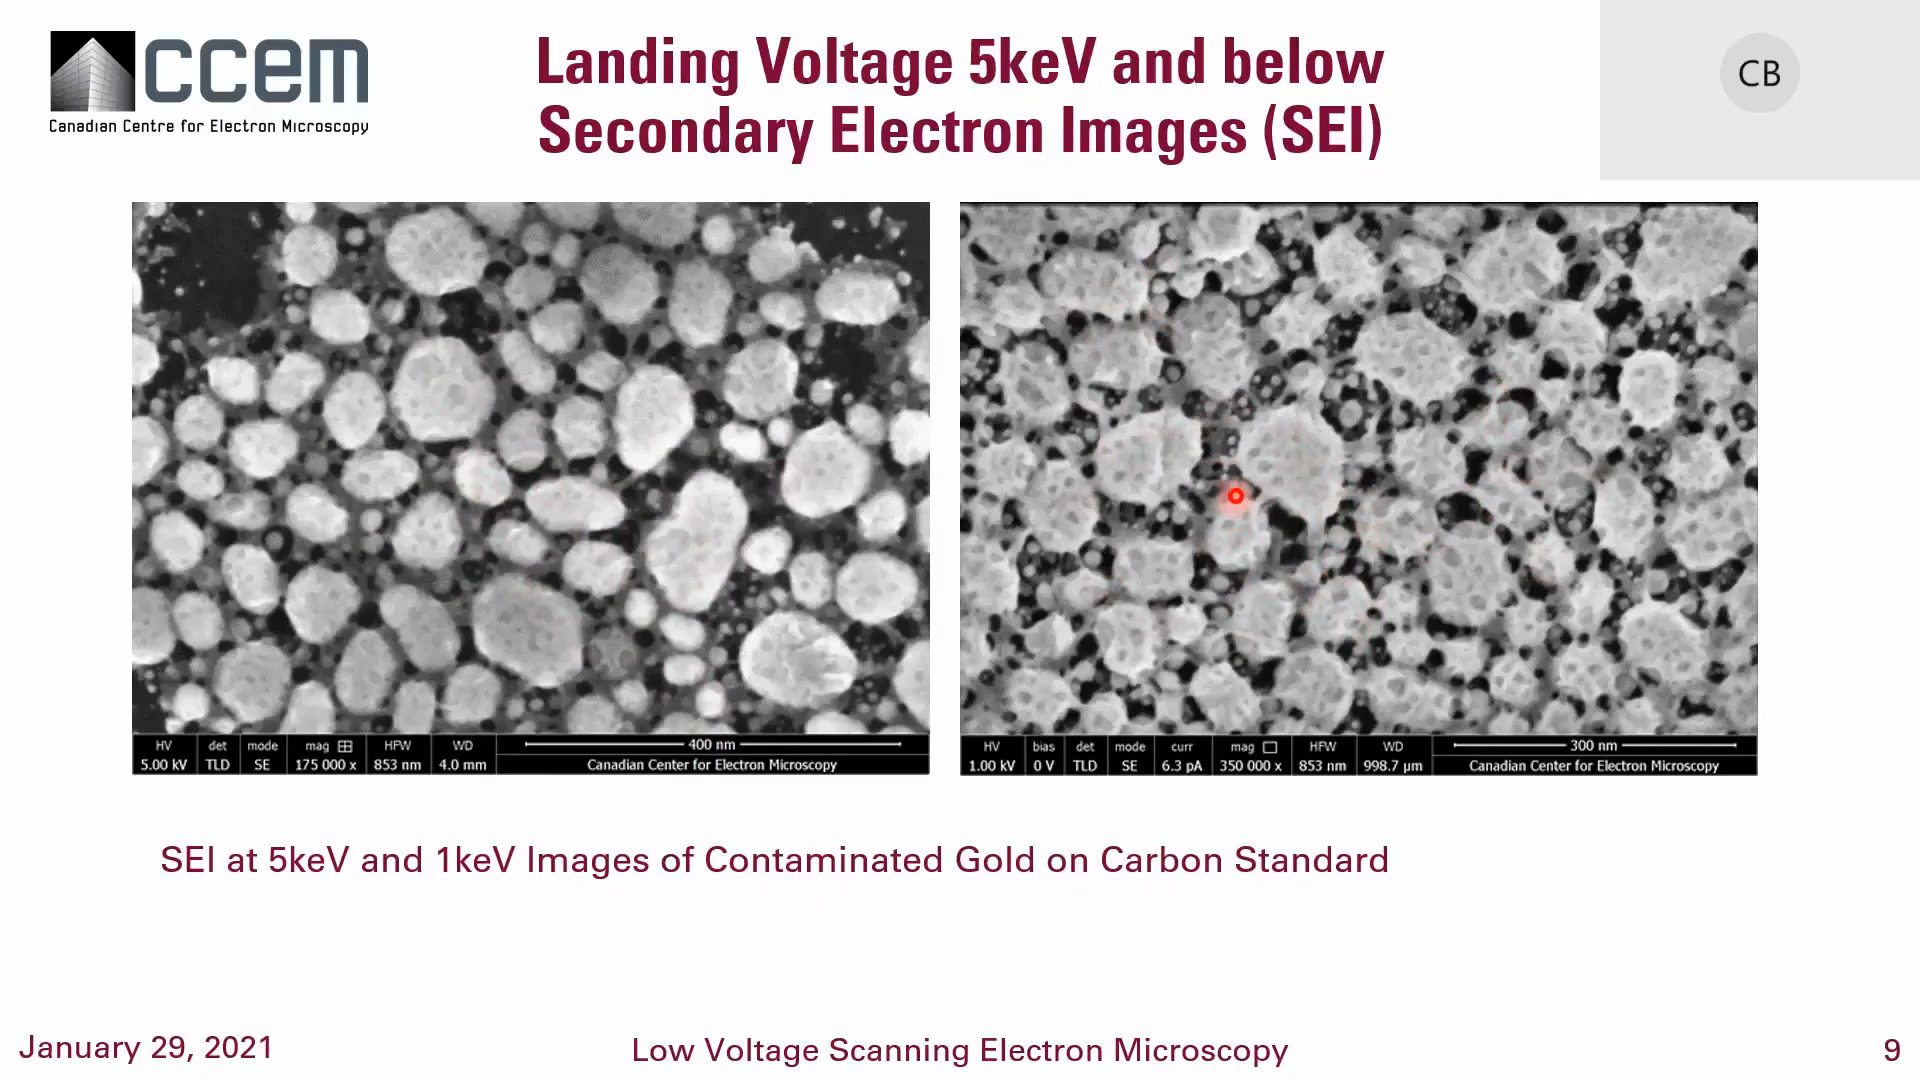 ccem
Canadian Centre for Electron Microscopy
Landing Voltage 5keV and below
Secondary Electron Images (SEI)
CB
HV det mode mag HFW WD 400 nm
5.00 kV TLD SE 175 000 x 853 nm 4.0 mm Canadian Center for Electron Microscopy
HV bias det mode curr mag HFW WD 300 nm
1.00 kV 0 V TLD SE 6.3 pA 350 000 x 853 nm 998.7 µm Canadian Center for Electron Microscopy
SEI at 5keV and 1keV Images of Contaminated Gold on Carbon Standard
January 29, 2021
Low Voltage Scanning Electron Microscopy
9